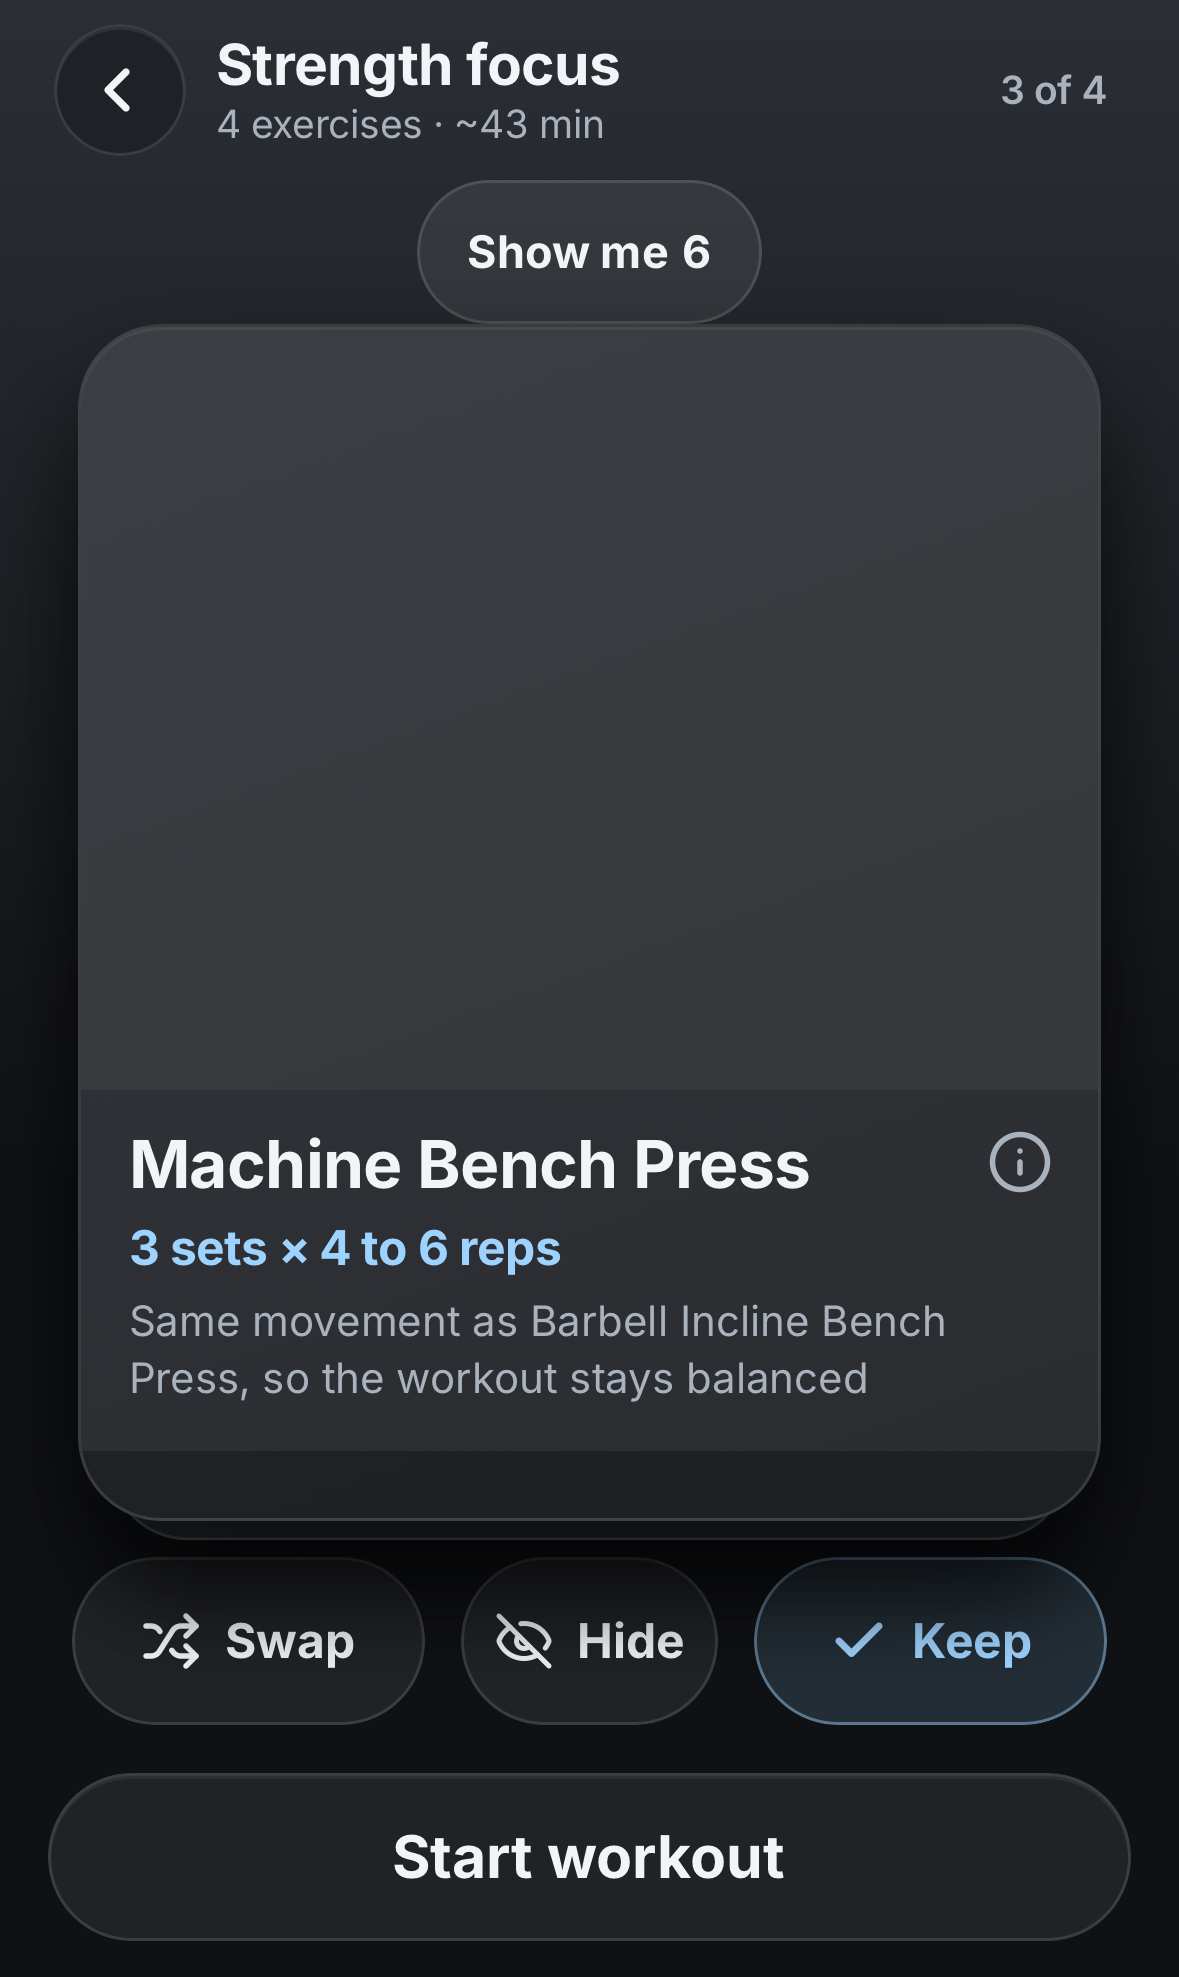 Strength focus
4 exercises · ~43 min
3 of 4
Show me 6
Machine Bench Press
3 sets × 4 to 6 reps
Same movement as Barbell Incline Bench
Press, so the workout stays balanced
Swap
Hide
Keep
Start workout